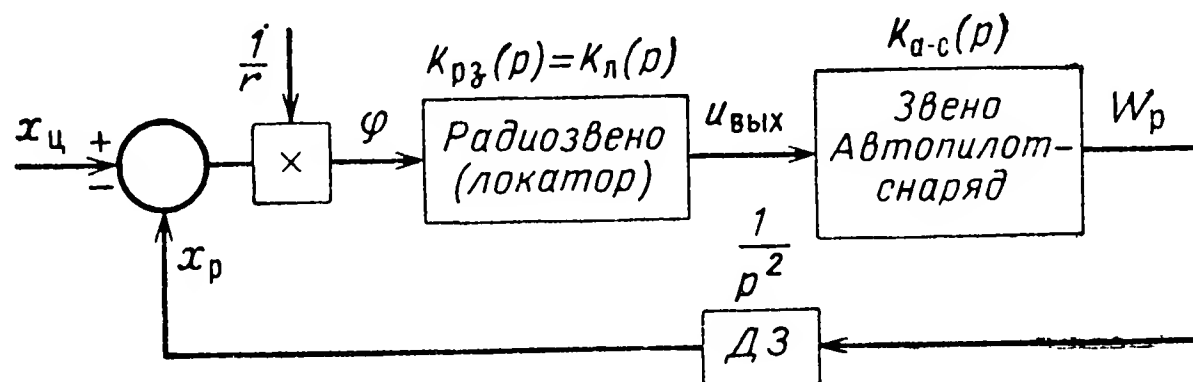 1/r
K_рз(p)=K_л(p)
K_а-с(p)
x_ц
+
−
×
φ
Радиозвено
(локатор)
u_вых
Звено
Автопилот-
снаряд
W_р
x_р
1/p²
ДЗ